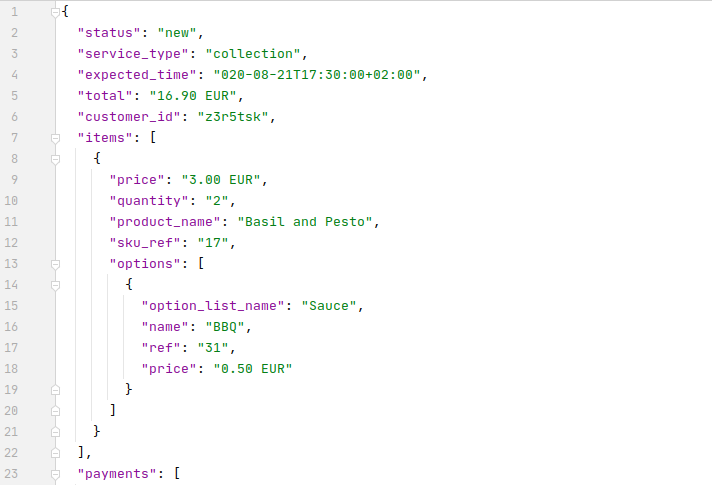 1 {
2   "status": "new",
3   "service_type": "collection",
4   "expected_time": "020-08-21T17:30:00+02:00",
5   "total": "16.90 EUR",
6   "customer_id": "z3r5tsk",
7   "items": [
8     {
9       "price": "3.00 EUR",
10       "quantity": "2",
11       "product_name": "Basil and Pesto",
12       "sku_ref": "17",
13       "options": [
14         {
15           "option_list_name": "Sauce",
16           "name": "BBQ",
17           "ref": "31",
18           "price": "0.50 EUR"
19         }
20       ]
21     }
22   ],
23   "payments": [